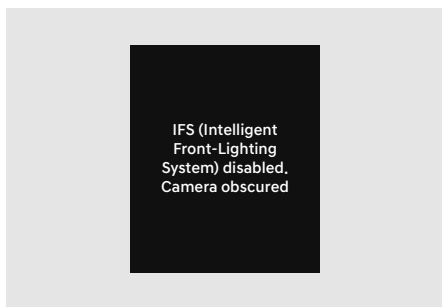 IFS (Intelligent
Front-Lighting
System) disabled.
Camera obscured